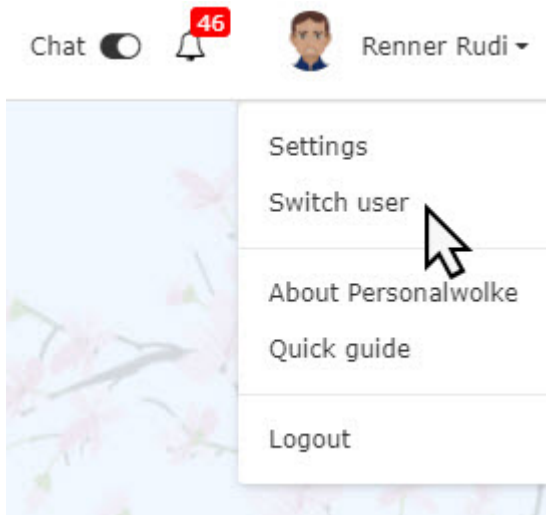 46
Chat Renner Rudi
Settings
Switch user
About Personalwolke
Quick guide
Logout